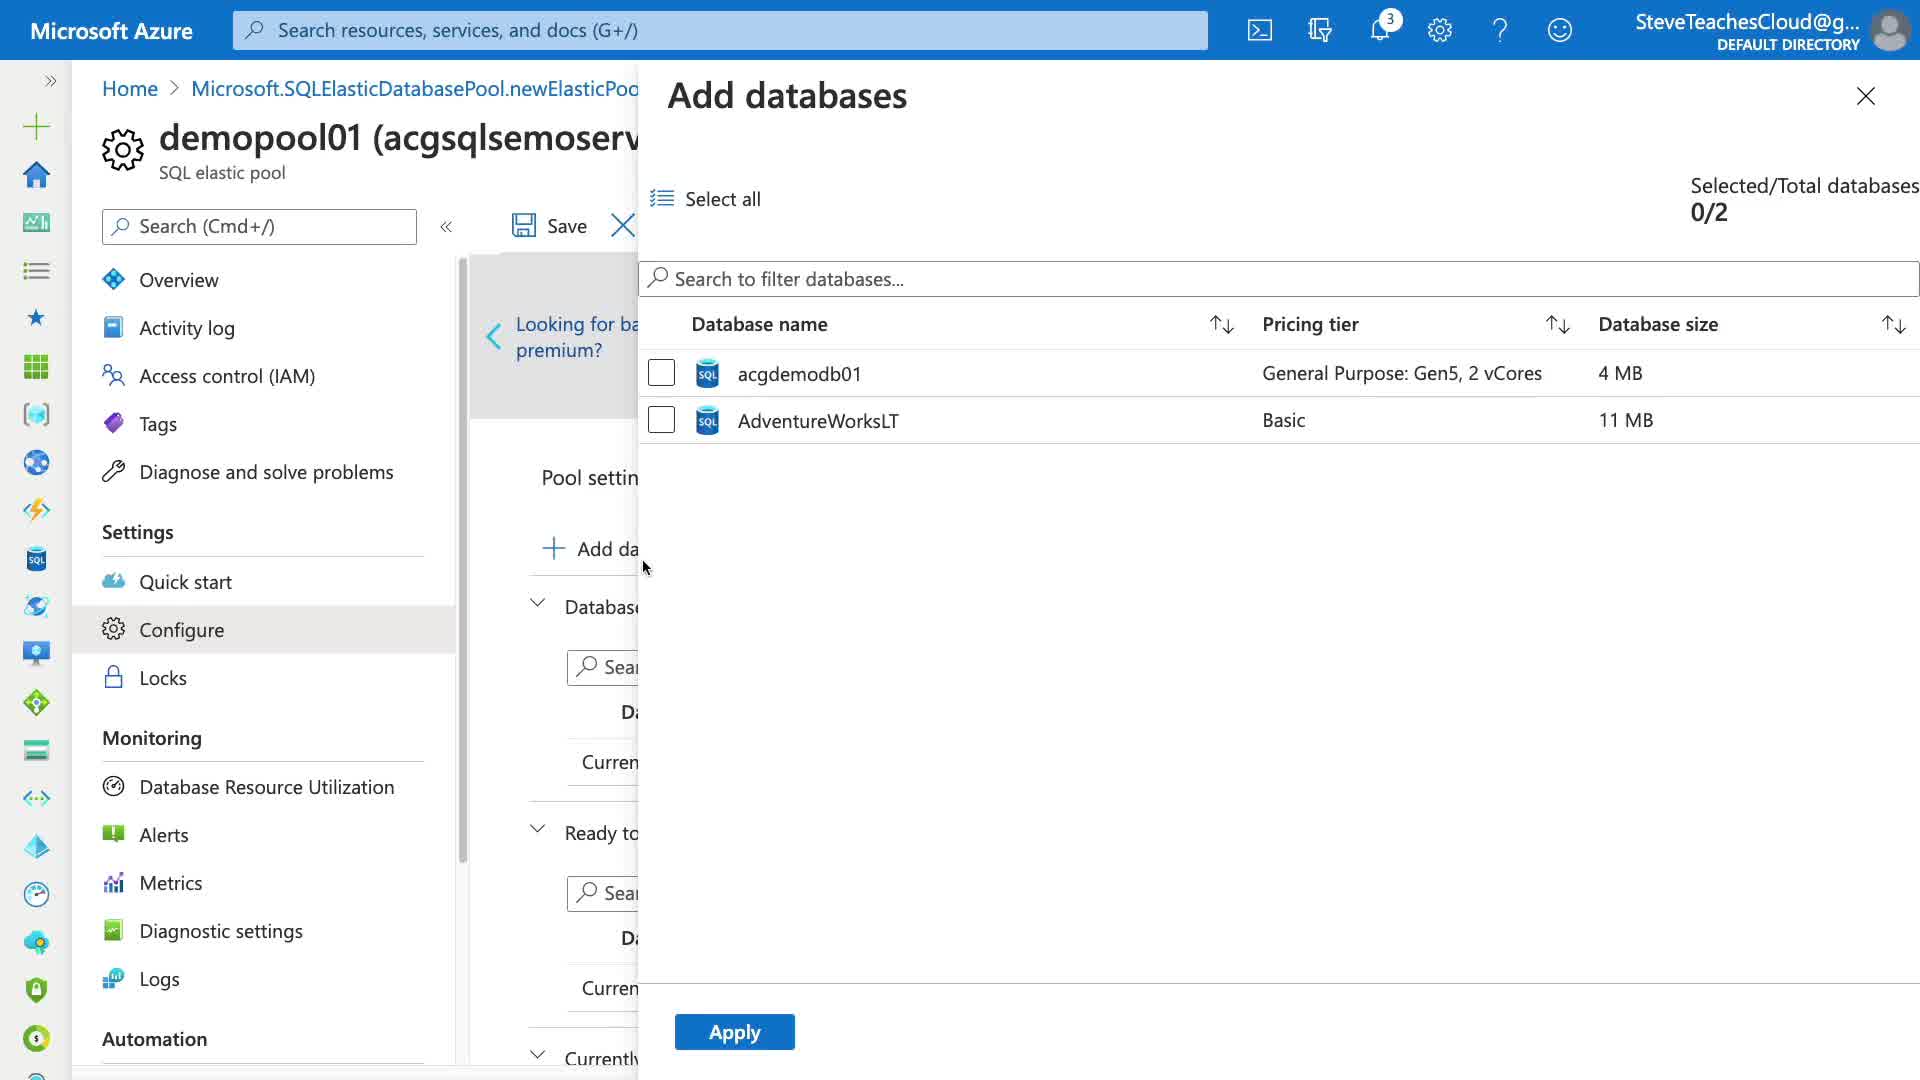 Microsoft Azure
Search resources, services, and docs (G+/)
3
SteveTeachesCloud@g...
DEFAULT DIRECTORY
Home > Microsoft.SQLElasticDatabasePool.newElasticPoo
demopool01 (acgsqlsemoserv
SQL elastic pool
Search (Cmd+/)
Overview
Activity log
Access control (IAM)
Tags
Diagnose and solve problems
Settings
Quick start
Configure
Locks
Monitoring
Database Resource Utilization
Alerts
Metrics
Diagnostic settings
Logs
Automation
Save
Looking for ba
premium?
Pool settin
Add da
Database
Sear
Da
Curren
Ready to
Sear
Da
Curren
Currently
Add databases
Select all
Selected/Total databases
0/2
Search to filter databases...
Database name Pricing tier Database size
SQL acgdemodb01 General Purpose: Gen5, 2 vCores 4 MB
SQL AdventureWorksLT Basic 11 MB
Apply